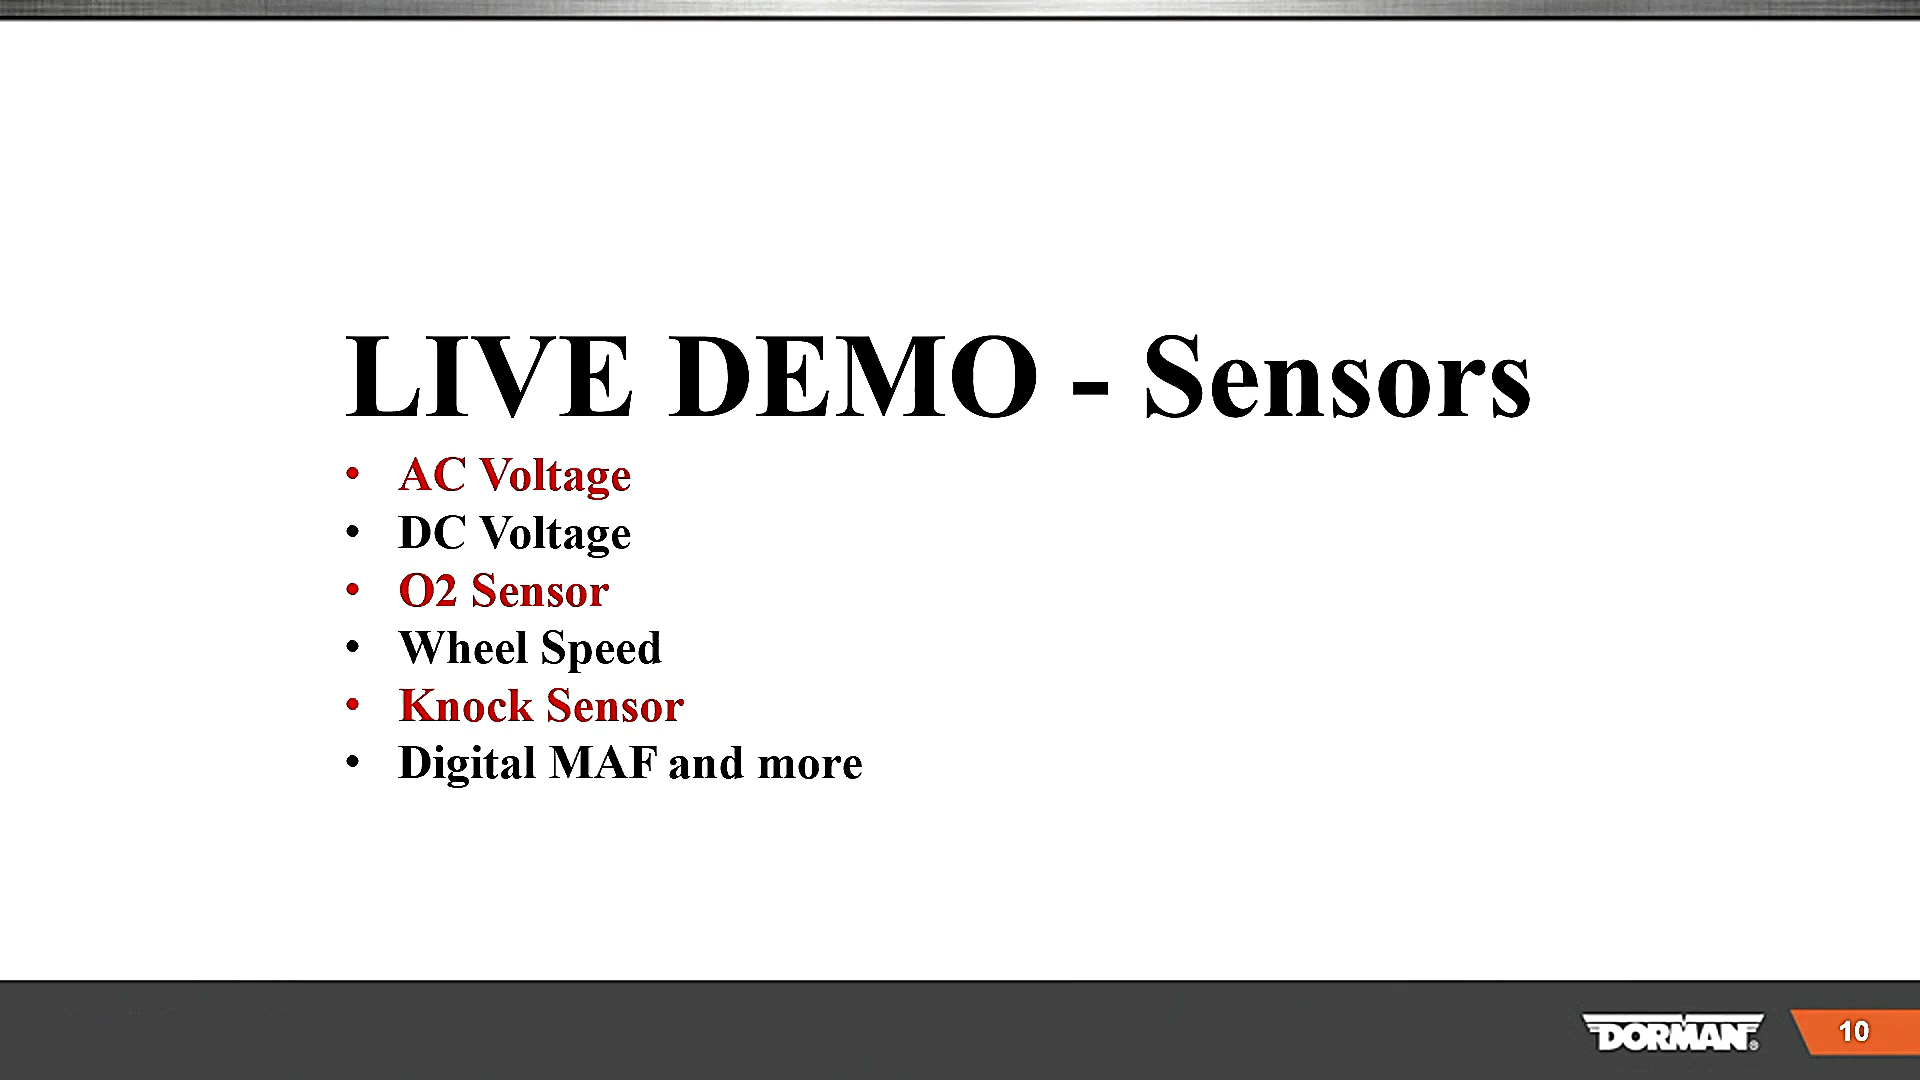 LIVE DEMO - Sensors
• AC Voltage
• DC Voltage
• O2 Sensor
• Wheel Speed
• Knock Sensor
• Digital MAF and more
DORMAN®
10